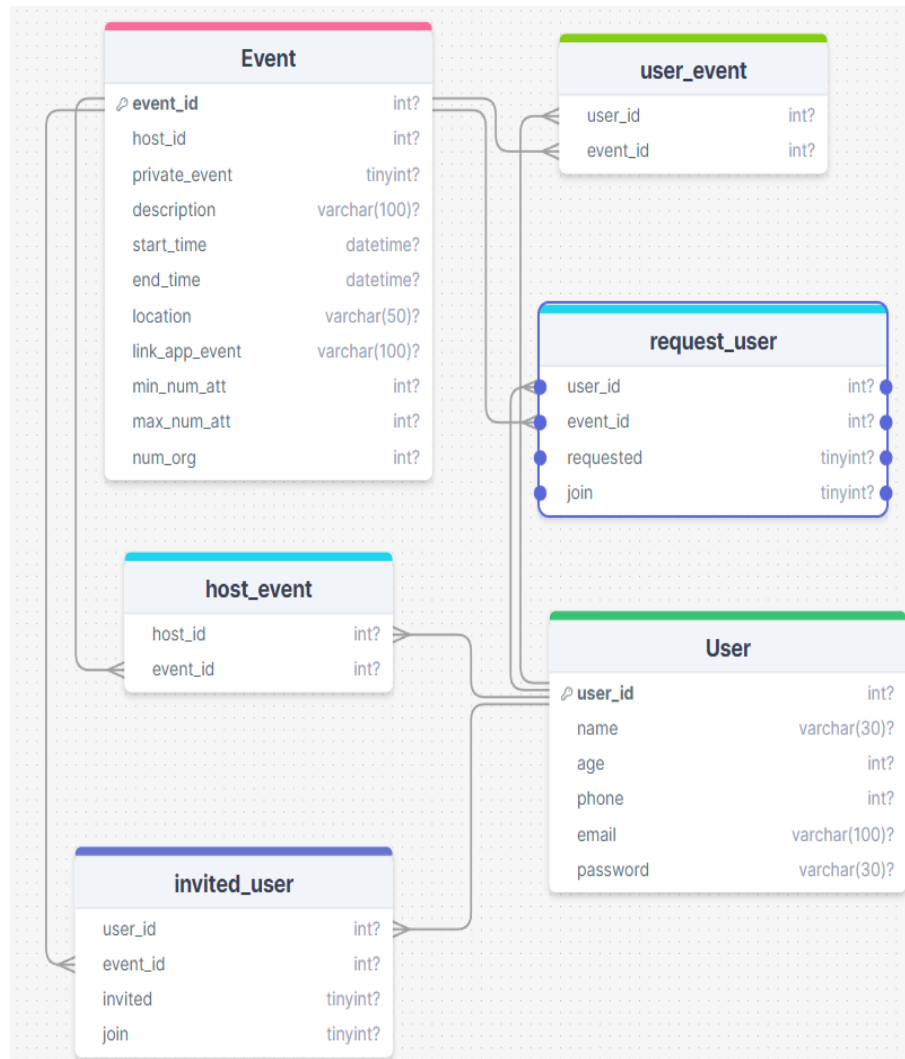 Event
event_id int?
host_id int?
private_event tinyint?
description varchar(100)?
start_time datetime?
end_time datetime?
location varchar(50)?
link_app_event varchar(100)?
min_num_att int?
max_num_att int?
num_org int?
user_event
user_id int?
event_id int?
request_user
user_id int?
event_id int?
requested tinyint?
join tinyint?
host_event
host_id int?
event_id int?
User
user_id int?
name varchar(30)?
age int?
phone int?
email varchar(100)?
password varchar(30)?
invited_user
user_id int?
event_id int?
invited tinyint?
join tinyint?